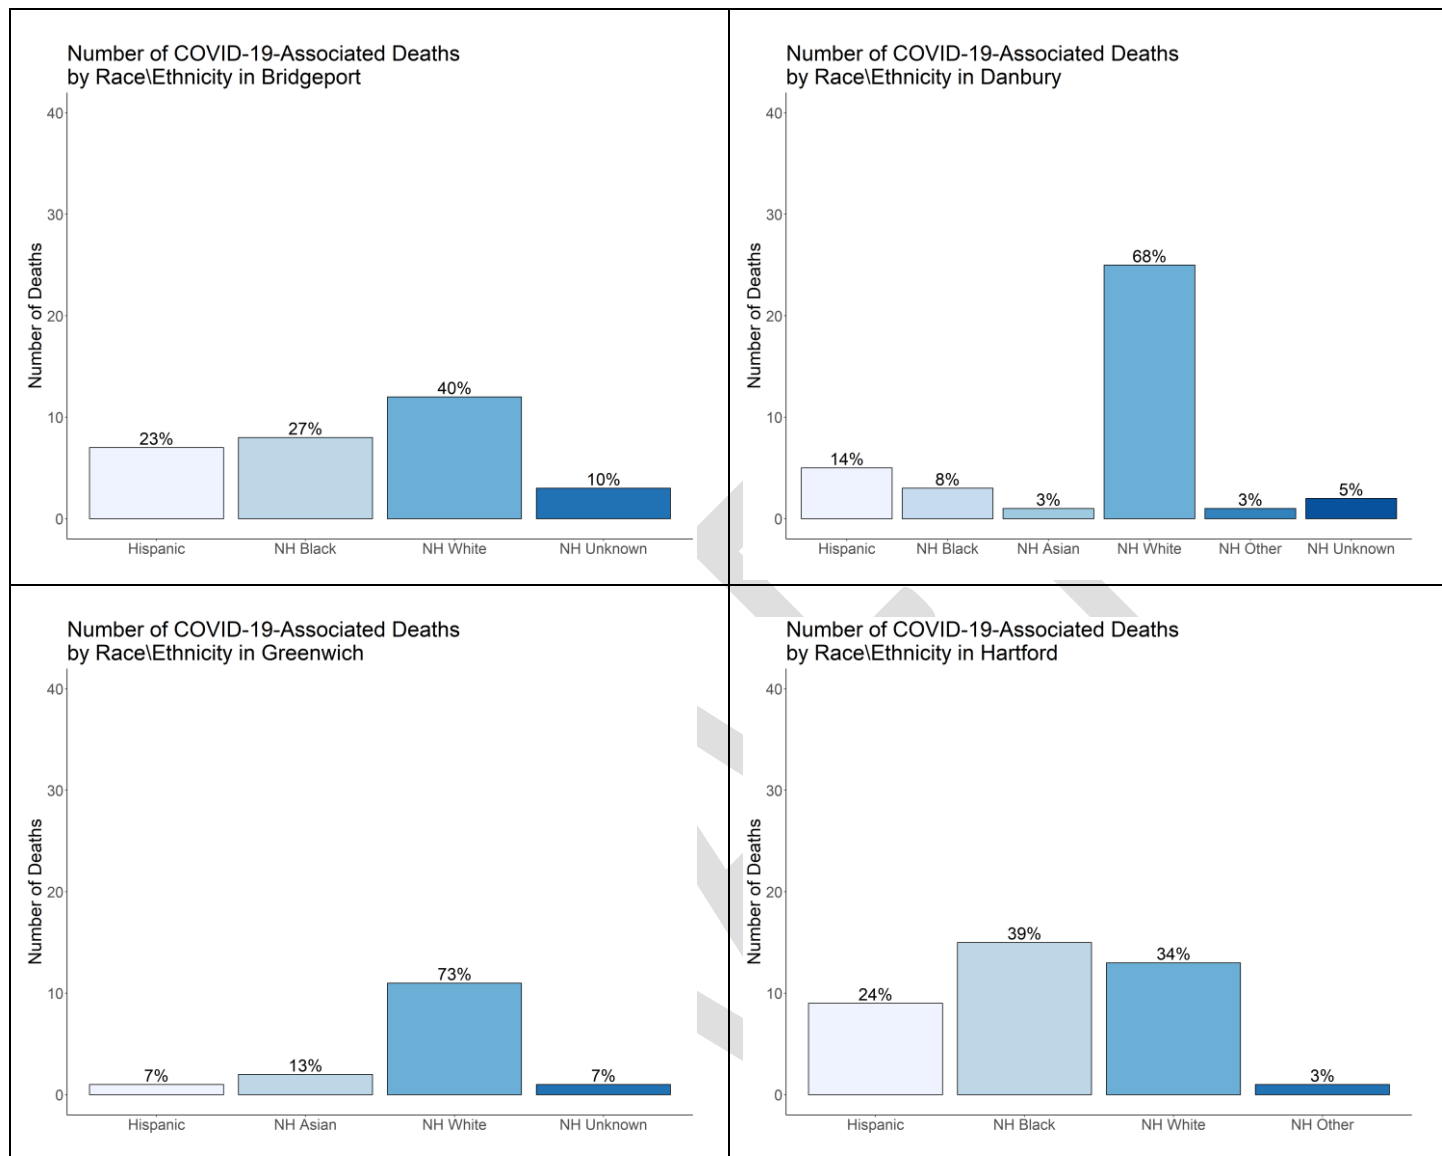 Number of COVID-19-Associated Deaths
by Race\Ethnicity in Bridgeport
Number of Deaths
40
30
20
10
0
23%
27%
40%
10%
Hispanic
NH Black
NH White
NH Unknown
Number of COVID-19-Associated Deaths
by Race\Ethnicity in Danbury
Number of Deaths
40
30
20
10
0
14%
8%
3%
68%
3%
5%
Hispanic
NH Black
NH Asian
NH White
NH Other
NH Unknown
Number of COVID-19-Associated Deaths
by Race\Ethnicity in Greenwich
Number of Deaths
40
30
20
10
0
7%
13%
73%
7%
Hispanic
NH Asian
NH White
NH Unknown
Number of COVID-19-Associated Deaths
by Race\Ethnicity in Hartford
Number of Deaths
40
30
20
10
0
24%
39%
34%
3%
Hispanic
NH Black
NH White
NH Other